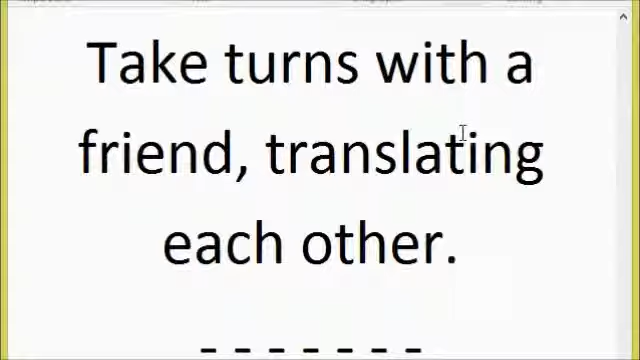 Take turns with a
friend, translating
each other.
- - - - - - -